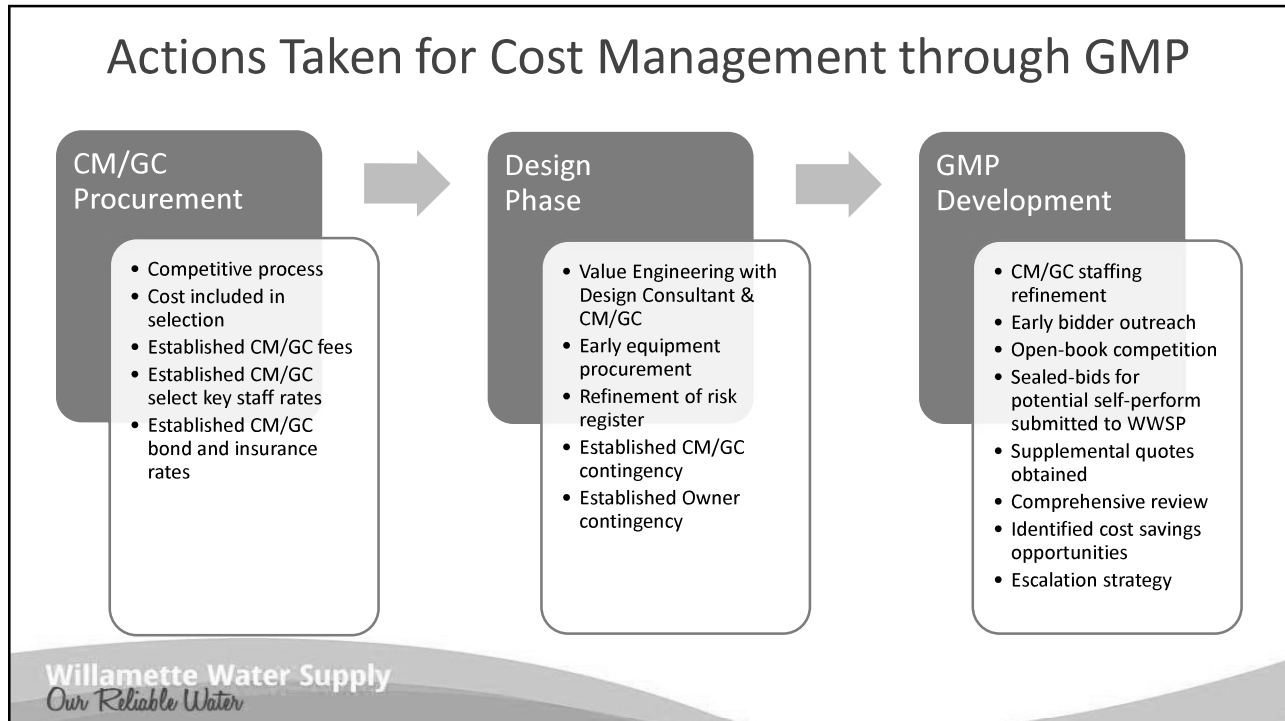 Actions Taken for Cost Management through GMP
CM/GC
Procurement
• Competitive process
• Cost included in
selection
• Established CM/GC fees
• Established CM/GC
select key staff rates
• Established CM/GC
bond and insurance
rates
Design
Phase
• Value Engineering with
Design Consultant &
CM/GC
• Early equipment
procurement
• Refinement of risk
register
• Established CM/GC
contingency
• Established Owner
contingency
GMP
Development
• CM/GC staffing
refinement
• Early bidder outreach
• Open-book competition
• Sealed-bids for
potential self-perform
submitted to WWSP
• Supplemental quotes
obtained
• Comprehensive review
• Identified cost savings
opportunities
• Escalation strategy
Willamette Water Supply
Our Reliable Water